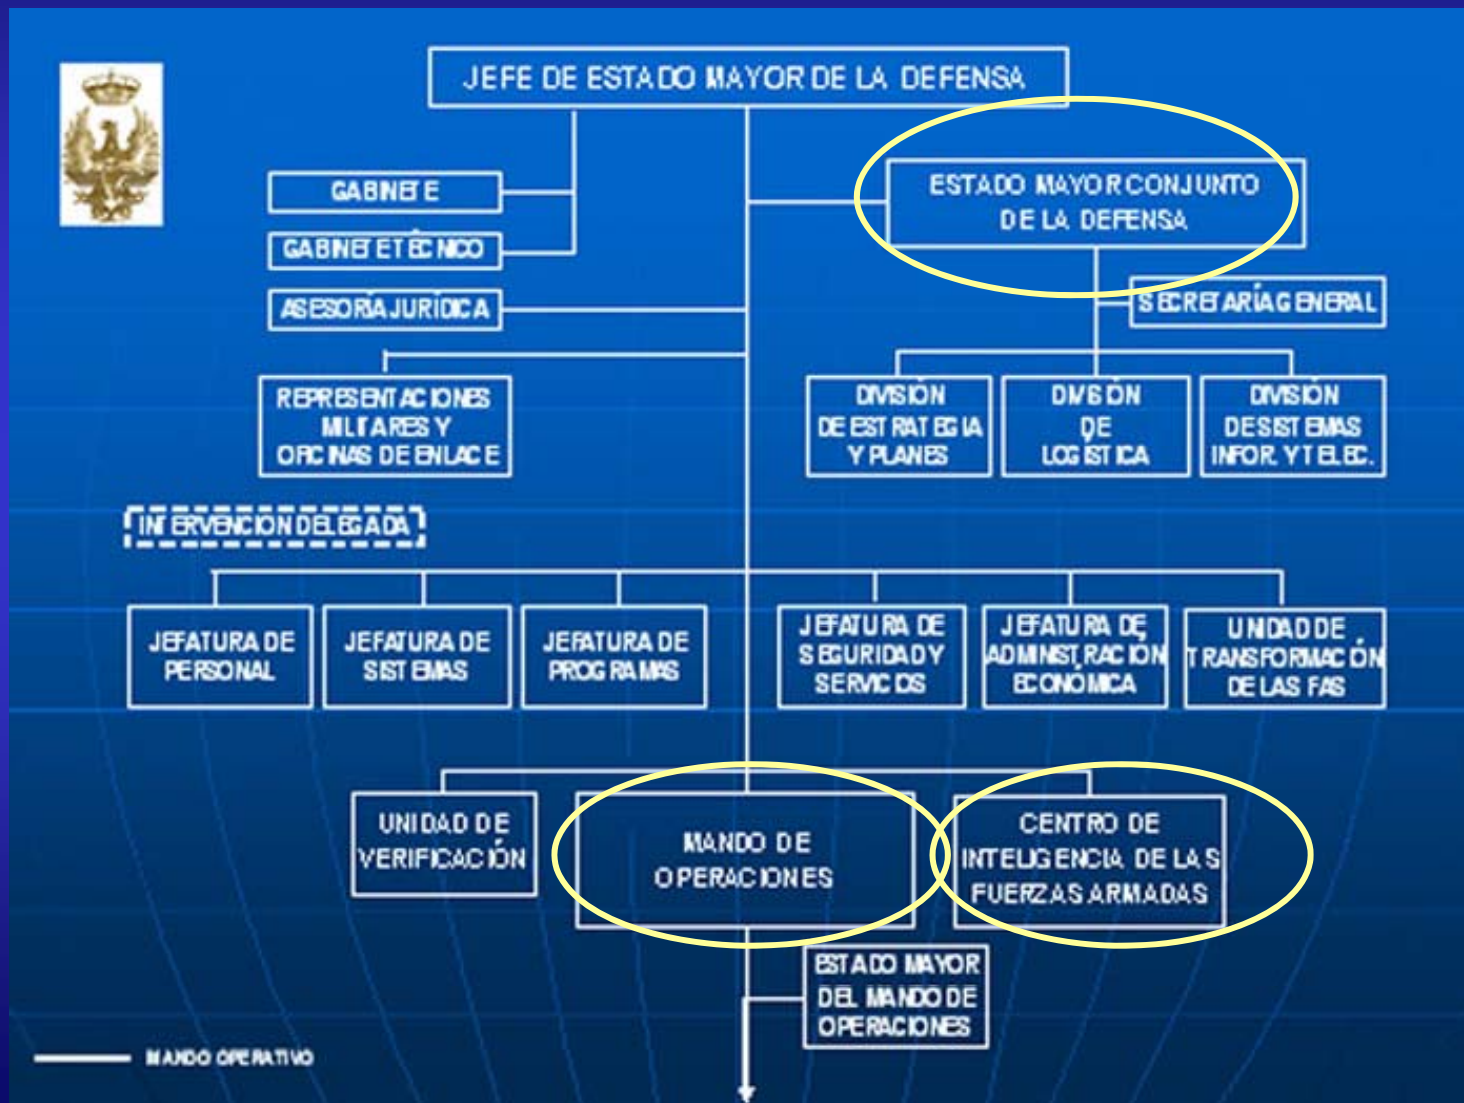 JEFE DE ESTADO MAYOR DE LA DEFENSA
GABINETE
GABINETE TÉCNICO
ASESORÍA JURÍDICA
REPRESENTACIONES
MILITARES Y
OFICINAS DE ENLACE
ESTADO MAYOR CONJUNTO
DE LA DEFENSA
SECRETARÍA GENERAL
DIVISIÓN
DE ESTRATEGIA
Y PLANES
DIVISIÓN
DE
LOGÍSTICA
DIVISIÓN
DE SISTEMAS
INFOR. Y TELEC.
INTERVENCIÓN DELEGADA
JEFATURA DE
PERSONAL
JEFATURA DE
SISTEMAS
JEFATURA DE
PROGRAMAS
JEFATURA DE
SEGURIDAD Y
SERVICIOS
JEFATURA DE
ADMINISTRACIÓN
ECONÓMICA
UNIDAD DE
TRANSFORMACIÓN
DE LAS FAS
UNIDAD DE
VERIFICACIÓN
MANDO DE
OPERACIONES
CENTRO DE
INTELIGENCIA DE LAS
FUERZAS ARMADAS
ESTADO MAYOR
DEL MANDO DE
OPERACIONES
MANDO OPERATIVO